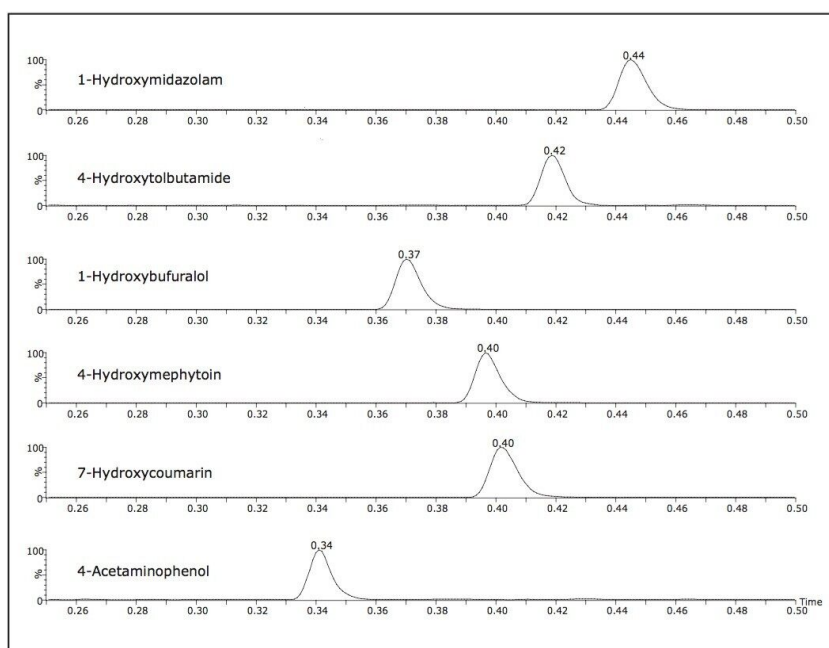 0.44
100
%
0
1-Hydroxymidazolam
0.26 0.28 0.30 0.32 0.34 0.36 0.38 0.40 0.42 0.44 0.46 0.48 0.50
0.42
100
%
0
4-Hydroxytolbutamide
0.26 0.28 0.30 0.32 0.34 0.36 0.38 0.40 0.42 0.44 0.46 0.48 0.50
0.37
100
%
0
1-Hydroxybufuralol
0.26 0.28 0.30 0.32 0.34 0.36 0.38 0.40 0.42 0.44 0.46 0.48 0.50
0.40
100
%
0
4-Hydroxymephytoin
0.26 0.28 0.30 0.32 0.34 0.36 0.38 0.40 0.42 0.44 0.46 0.48 0.50
0.40
100
%
0
7-Hydroxycoumarin
0.26 0.28 0.30 0.32 0.34 0.36 0.38 0.40 0.42 0.44 0.46 0.48 0.50
0.34
100
%
0
4-Acetaminophenol
Time
0.26 0.28 0.30 0.32 0.34 0.36 0.38 0.40 0.42 0.44 0.46 0.48 0.50